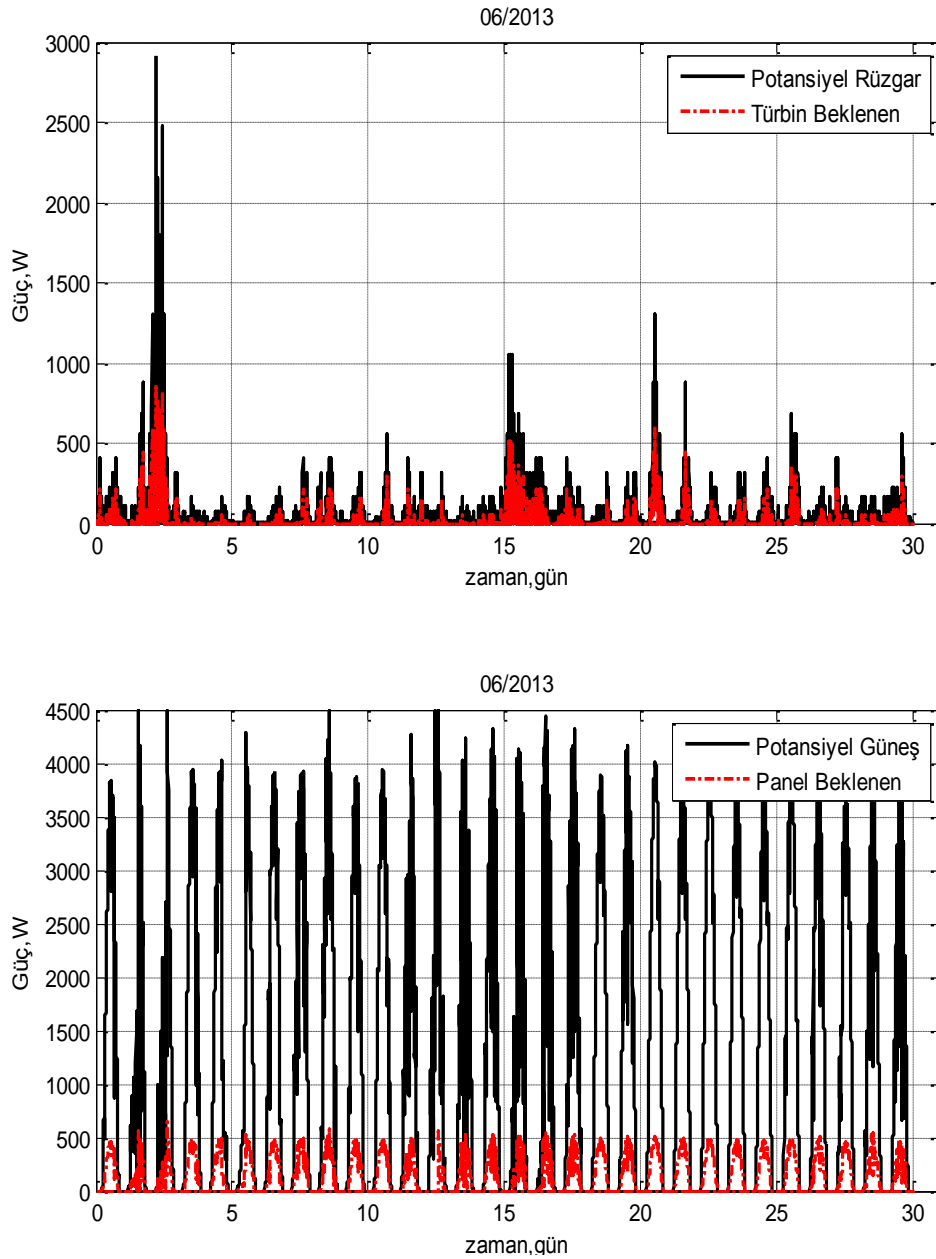 06/2013
3000
2500
2000
1500
1000
500
0
Güç,W
Potansiyel Rüzgar
Türbin Beklenen
0 5 10 15 20 25 30
zaman,gün
06/2013
4500
4000
3500
3000
2500
2000
1500
1000
500
0
Güç,W
Potansiyel Güneş
Panel Beklenen
0 5 10 15 20 25 30
zaman,gün